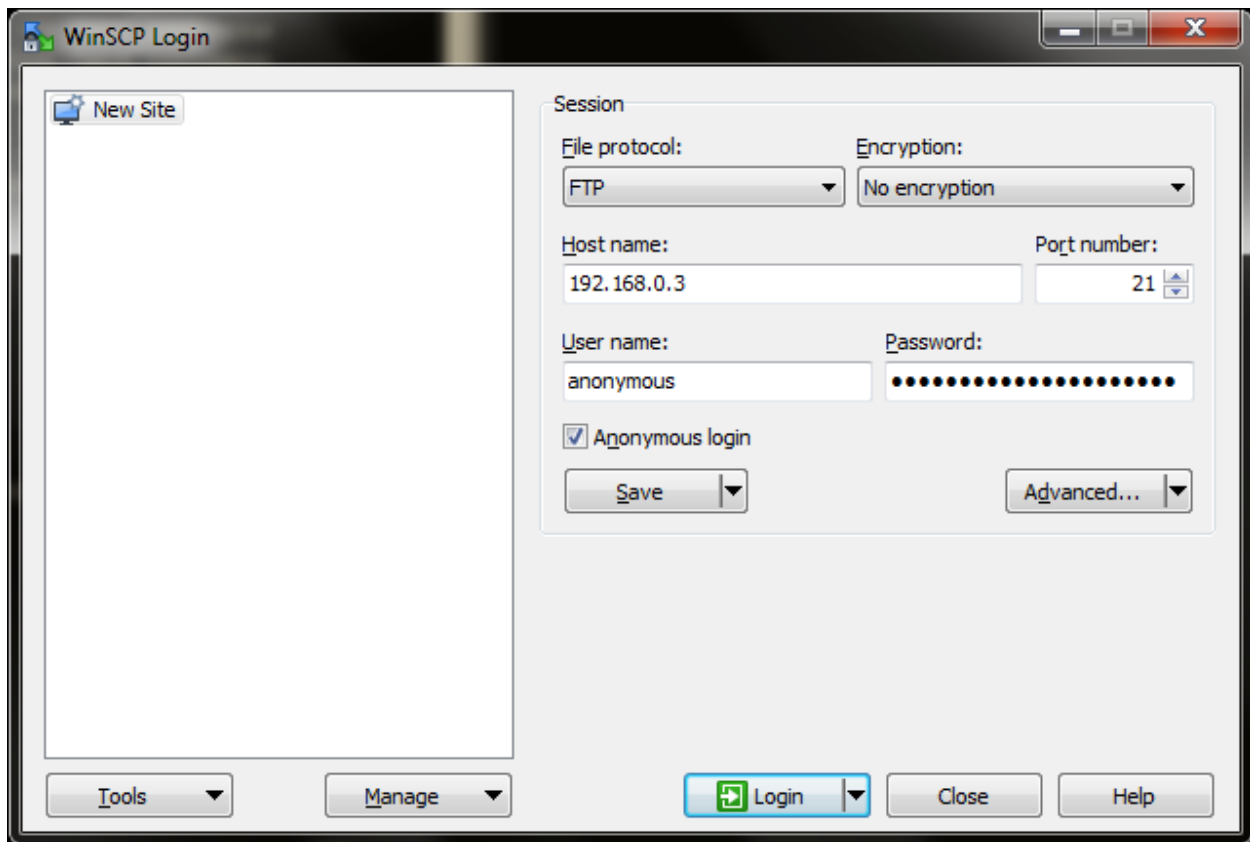 WinSCP Login
New Site
Session
File protocol:
Encryption:
FTP
No encryption
Host name:
Port number:
192.168.0.3
21
User name:
Password:
anonymous
●●●●●●●●●●●●●●●●●●●●●
Anonymous login
Save
Advanced...
Tools
Manage
Login
Close
Help